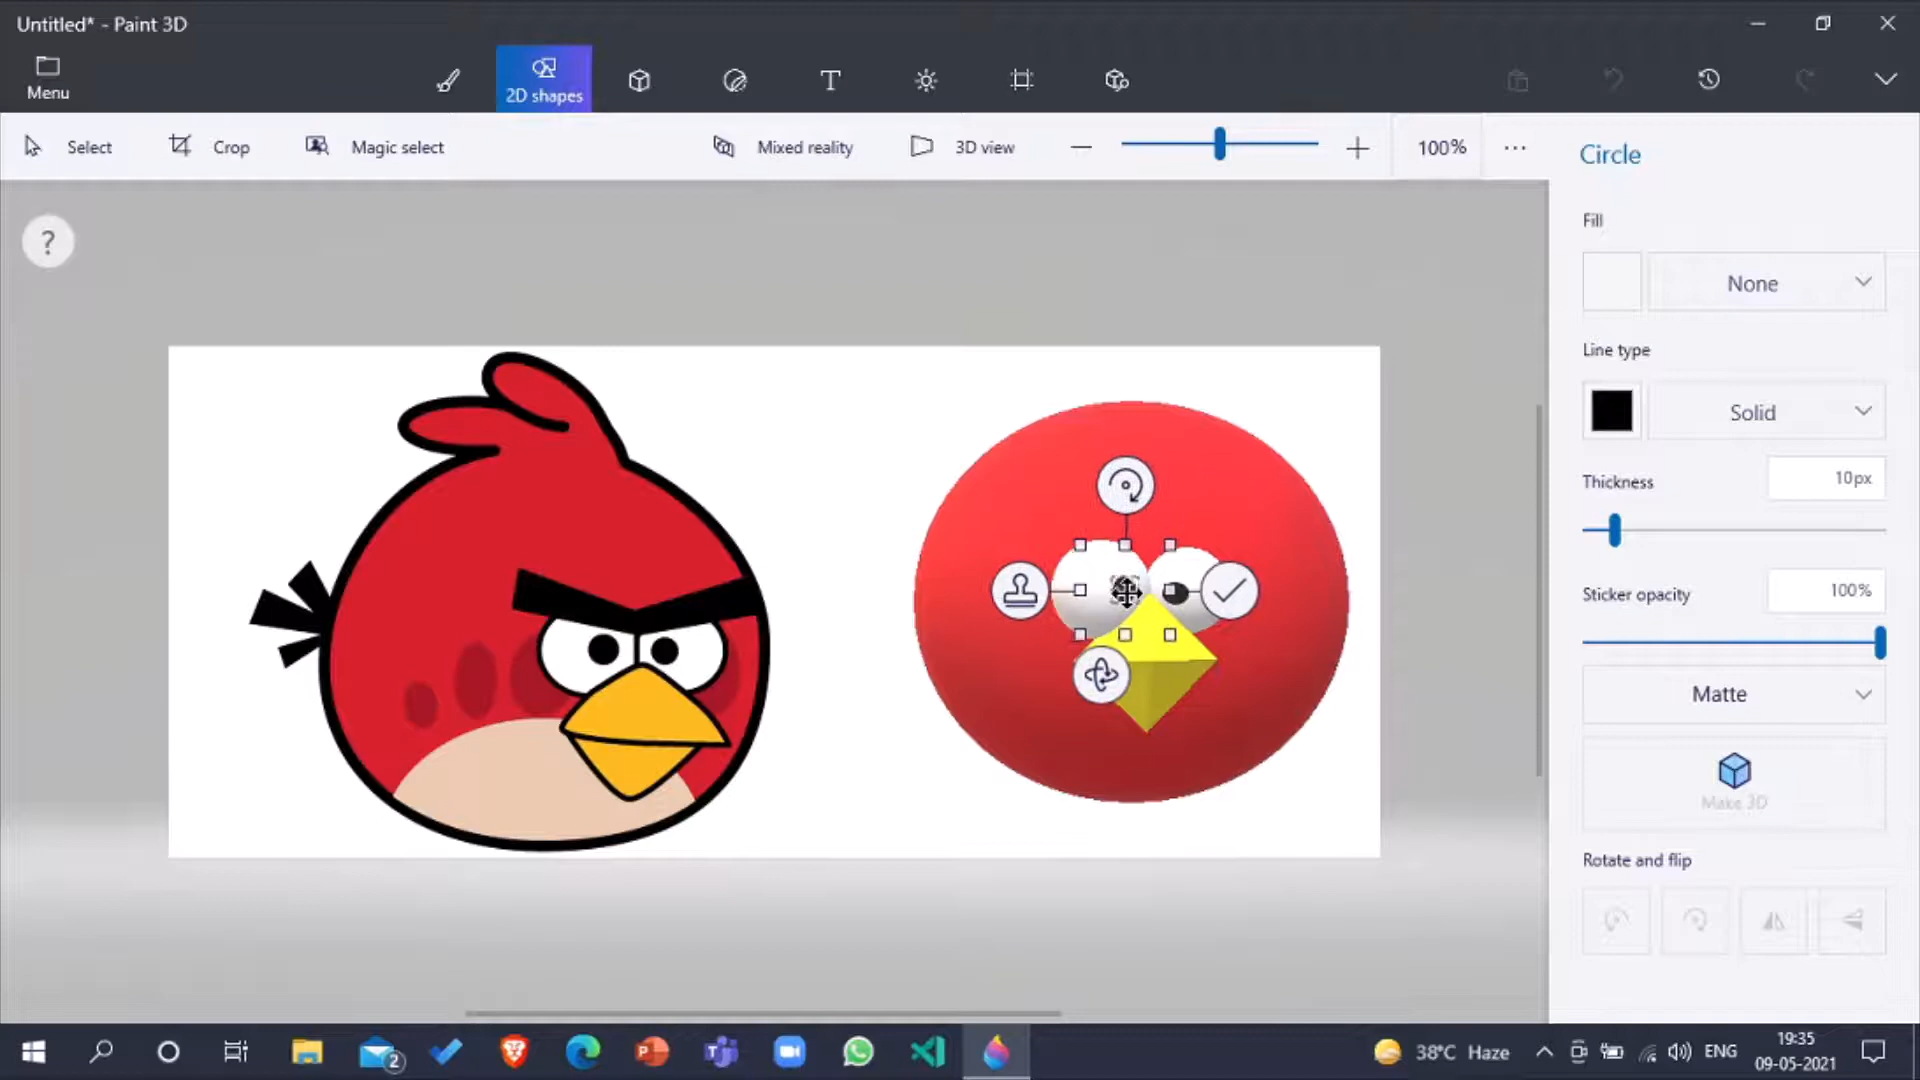 Untitled* - Paint 3D
Menu
2D shapes
T
Select
Crop
Magic select
Mixed reality
3D view
100%
Circle
?
Fill
None
Line type
Solid
Thickness
10px
Sticker opacity
100%
Matte
Make 3D
Rotate and flip
2
38°C Haze
ENG
19:35
09-05-2021